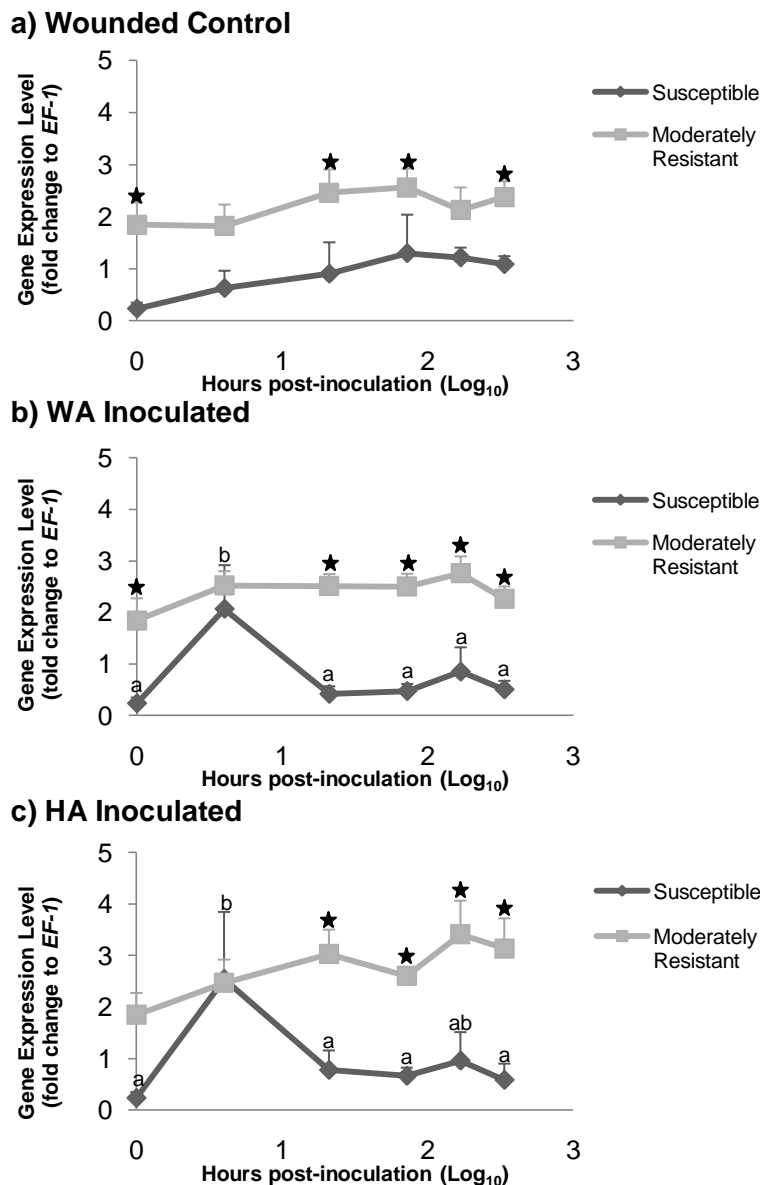 a) Wounded Control
Gene Expression Level
(fold change to EF-1)
5
4
3
2
1
0
0 1 2 3
Hours post-inoculation (Log10)
Susceptible
Moderately
Resistant
b) WA Inoculated
Gene Expression Level
(told change to EF-1)
5
4
3
2
1
0
a b a a a a
0 1 2 3
Hours post-inoculation (Log10)
Susceptible
Moderately
Resistant
c) HA Inoculated
Gene Expression Level
(fold change to EF-1)
5
4
3
2
1
0
a b a a ab a
0 1 2 3
Hours post-inoculation (Log10)
Susceptible
Moderately
Resistant